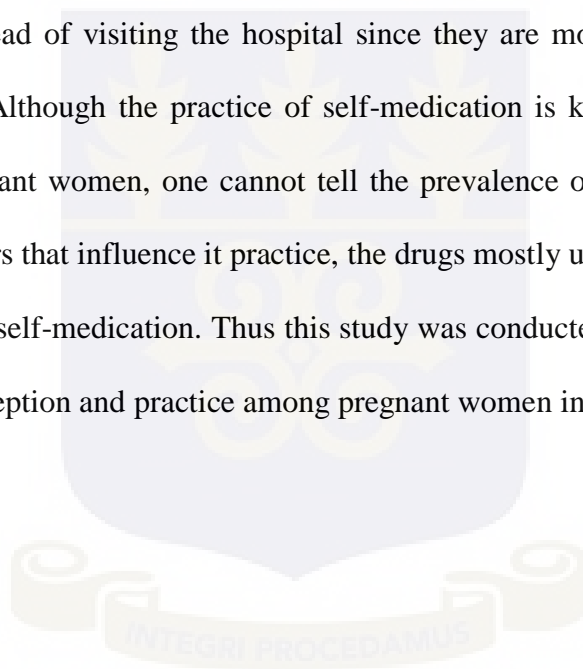 ead of visiting the hospital since they are mo
Although the practice of self-medication is k
ant women, one cannot tell the prevalence o
rs that influence it practice, the drugs mostly u
self-medication. Thus this study was conducte
eption and practice among pregnant women in
INTEGRI PROCEDAMUS